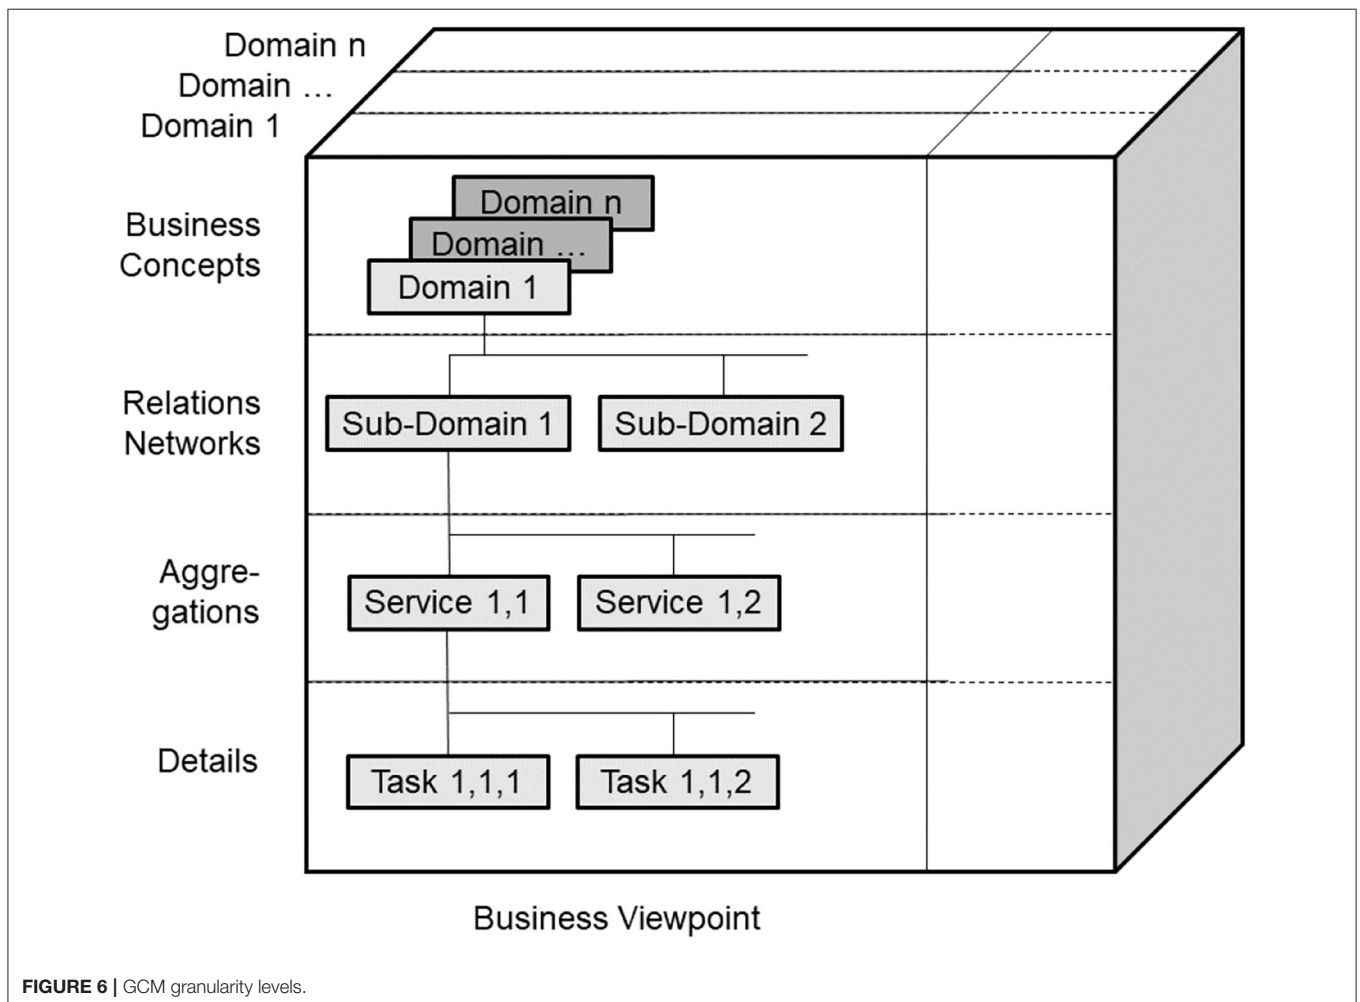 Domain n
Domain ...
Domain 1
Business
Concepts
Domain n
Domain ...
Domain 1
Relations
Networks
Sub-Domain 1
Sub-Domain 2
Aggre-
gations
Service 1,1
Service 1,2
Details
Task 1,1,1
Task 1,1,2
Business Viewpoint
FIGURE 6 | GCM granularity levels.